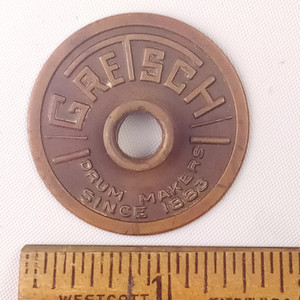 GRETSCH
DRUM MAKERS
SINCE 1883
1
WESTCOTT